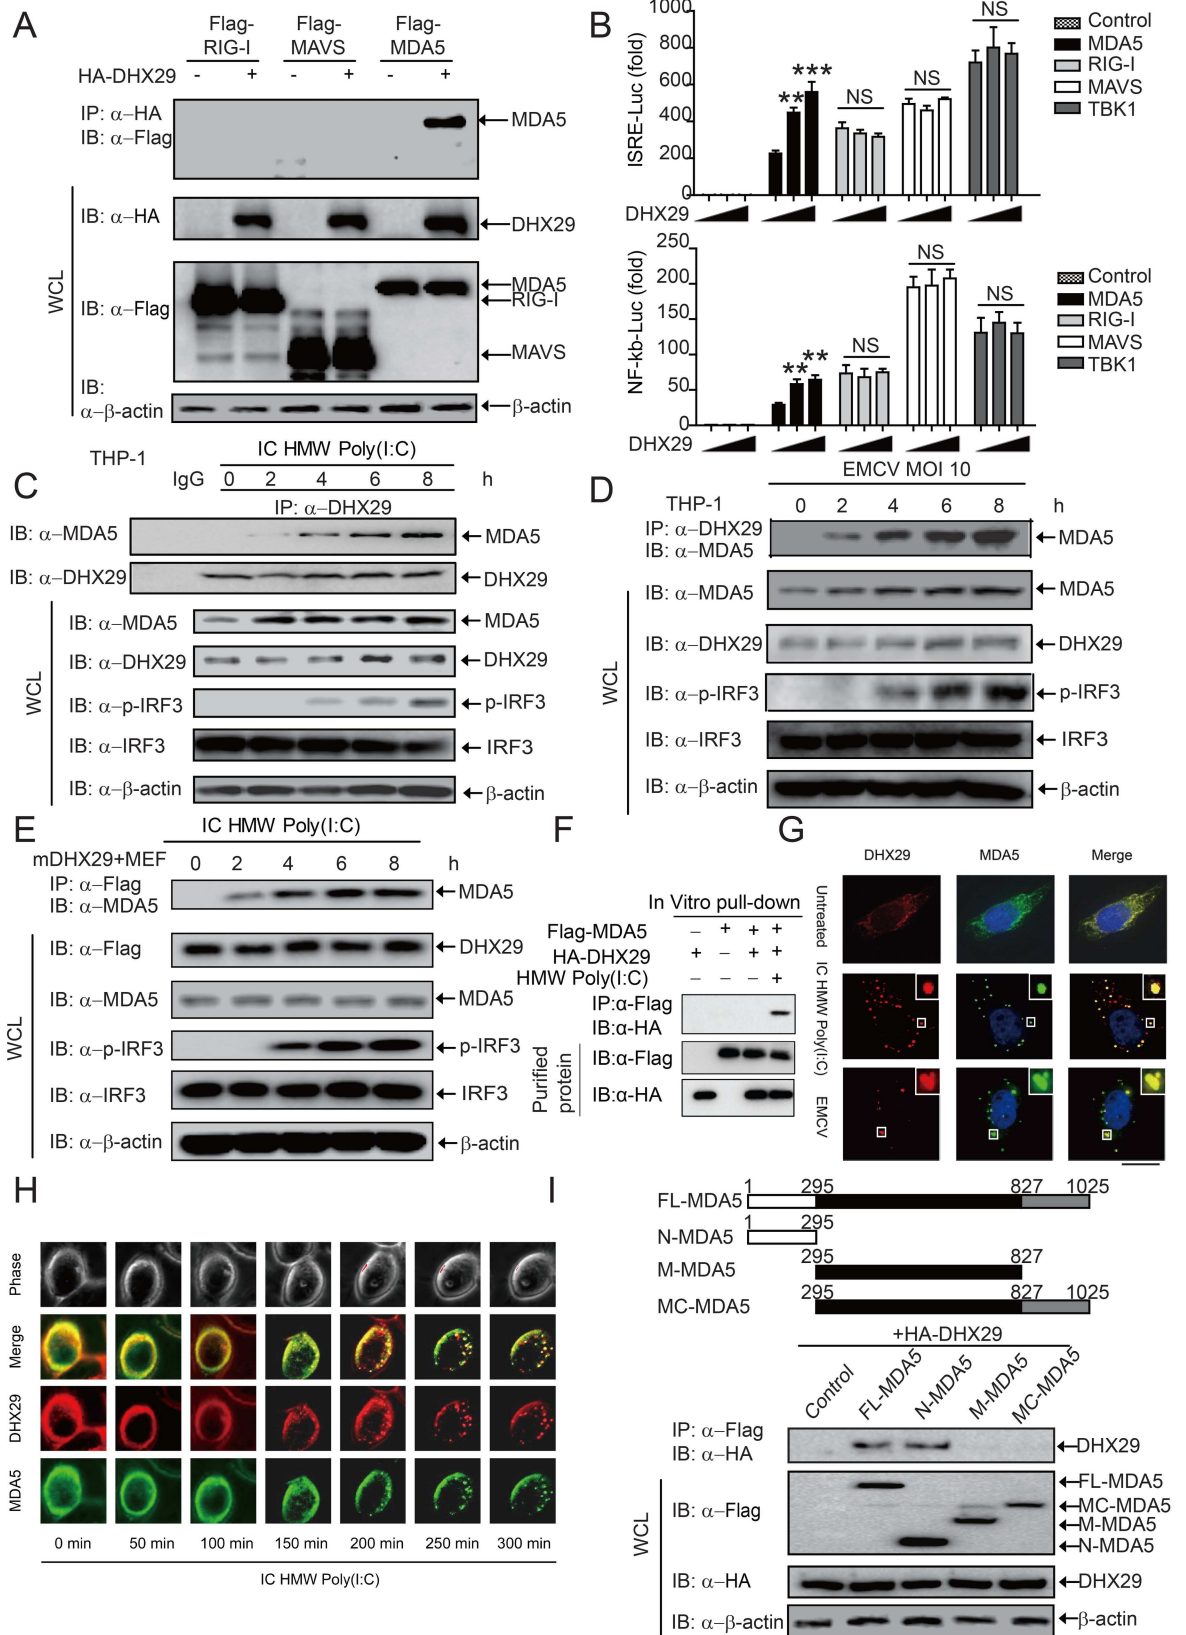 A
Flag-RIG-I
Flag-MAVS
Flag-MDA5
HA-DHX29 - + - + - +
IP: α–HA
IB: α–Flag
MDA5
IB: α–HA
DHX29
WCL
IB: α–Flag
MDA5
RIG-I
MAVS
IB:
α–β-actin
β-actin
B
ISRE-Luc (fold)
1000
800
600
400
200
0
** *** NS NS NS
DHX29
Control
MDA5
RIG-I
MAVS
TBK1
NF-kb-Luc (fold)
250
200
150
100
50
0
** ** NS NS NS
DHX29
Control
MDA5
RIG-I
MAVS
TBK1
C
THP-1
IC HMW Poly(I:C)
IgG 0 2 4 6 8 h
IP: α–DHX29
IB: α–MDA5 MDA5
IB: α–DHX29 DHX29
WCL
IB: α–MDA5 MDA5
IB: α–DHX29 DHX29
IB: α–p-IRF3 p-IRF3
IB: α–IRF3 IRF3
IB: α–β-actin β-actin
D
EMCV MOI 10
THP-1 0 2 4 6 8 h
IP: α–DHX29
IB: α–MDA5
MDA5
WCL
IB: α–MDA5 MDA5
IB: α–DHX29 DHX29
IB: α–p-IRF3 p-IRF3
IB: α–IRF3 IRF3
IB: α–β-actin β-actin
E
IC HMW Poly(I:C)
mDHX29+MEF 0 2 4 6 8 h
IP: α–Flag
IB: α–MDA5
MDA5
WCL
IB: α–Flag DHX29
IB: α–MDA5 MDA5
IB: α–p-IRF3 p-IRF3
IB: α–IRF3 IRF3
IB: α–β-actin β-actin
F
In Vitro pull-down
Flag-MDA5 – + + +
HA-DHX29 + – + +
HMW Poly(I:C) – – – +
IP:α-Flag
IB:α-HA
Purified protein
IB:α-Flag
IB:α-HA
G
DHX29 MDA5 Merge
Untreated
IC HMW Poly(I:C)
EMCV
H
Phase
Merge
DHX29
MDA5
0 min 50 min 100 min 150 min 200 min 250 min 300 min
IC HMW Poly(I:C)
I
1 295 827 1025
FL-MDA5
1 295
N-MDA5
295 827
M-MDA5
295 827 1025
MC-MDA5
+HA-DHX29
Control FL-MDA5 N-MDA5 M-MDA5 MC-MDA5
IP: α–Flag
IB: α–HA
DHX29
WCL
IB: α–Flag
FL-MDA5
MC-MDA5
M-MDA5
N-MDA5
IB: α–HA DHX29
IB: α–β-actin β-actin